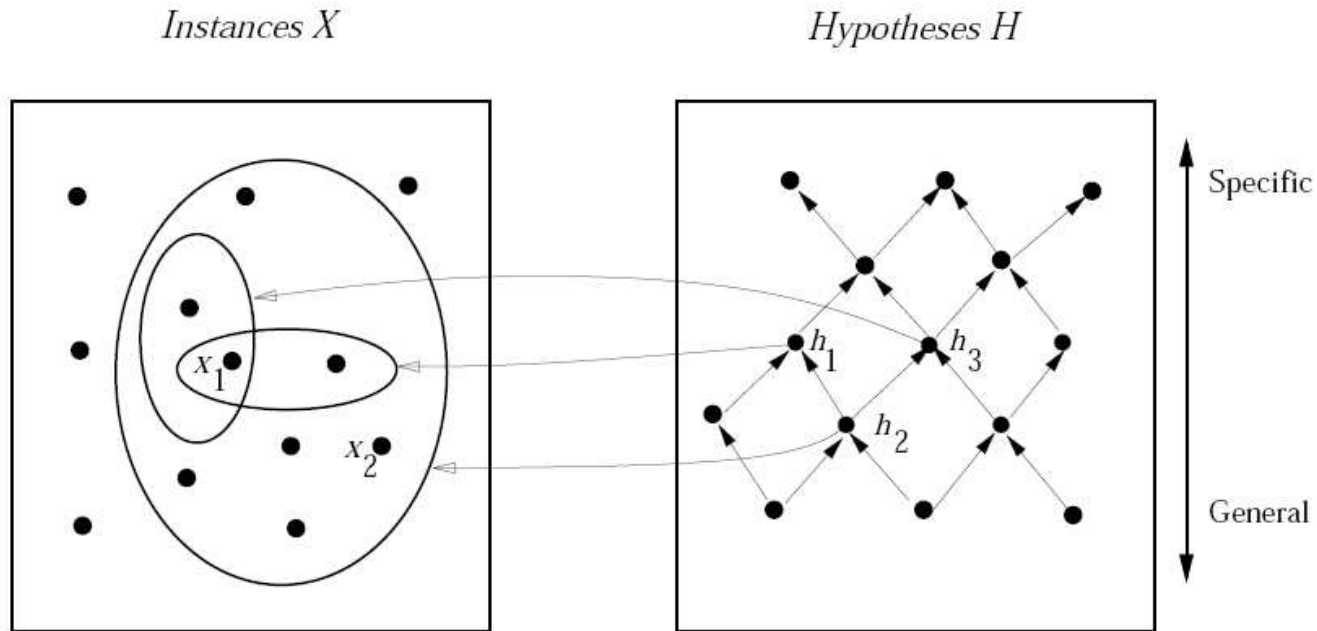 Instances X
Hypotheses H
Specific
x1
h1
h3
x2
h2
General